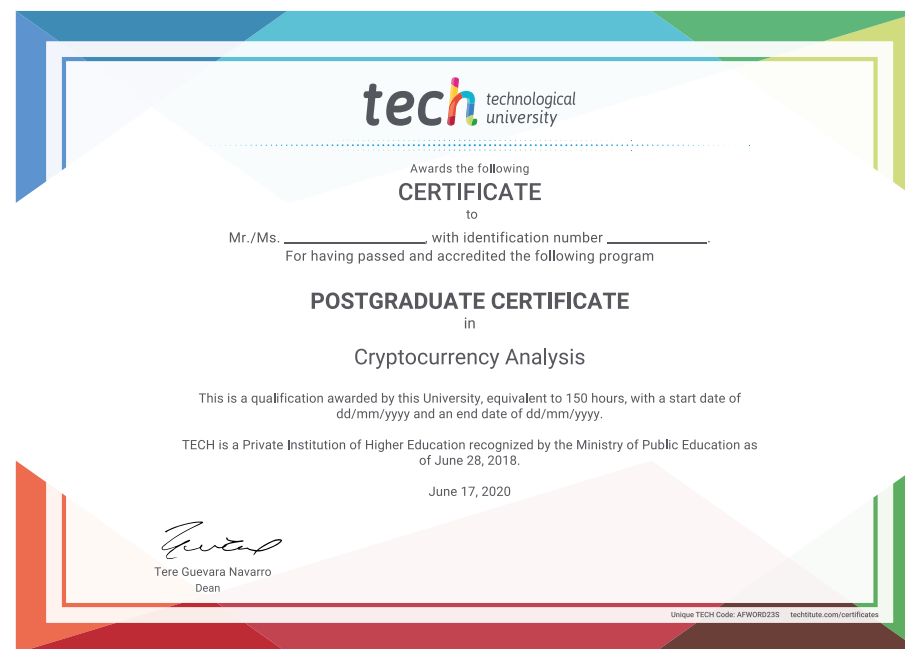 tech technological
university
Awards the following
CERTIFICATE
to
Mr./Ms. ____________________, with identification number ______________.
For having passed and accredited the following program
POSTGRADUATE CERTIFICATE
in
Cryptocurrency Analysis
This is a qualification awarded by this University, equivalent to 150 hours, with a start date of
dd/mm/yyyy and an end date of dd/mm/yyyy.
TECH is a Private Institution of Higher Education recognized by the Ministry of Public Education as
of June 28, 2018.
June 17, 2020
Tere Guevara Navarro
Dean
Unique TECH Code: AFWORD23S techtitute.com/certificates